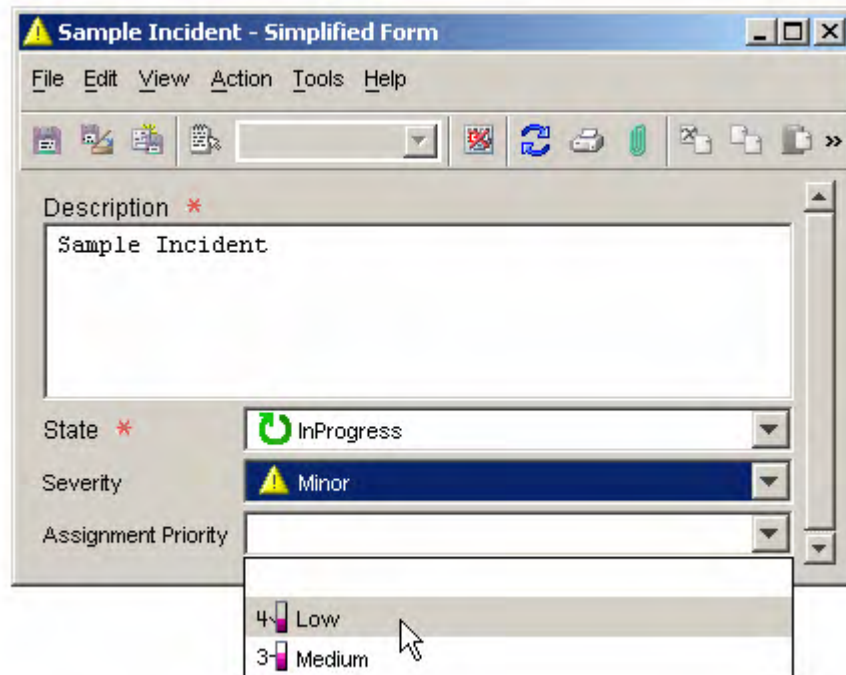 Sample Incident - Simplified Form
File Edit View Action Tools Help
»
Description *
Sample Incident
State * InProgress
Severity Minor
Assignment Priority
4 Low
3 Medium